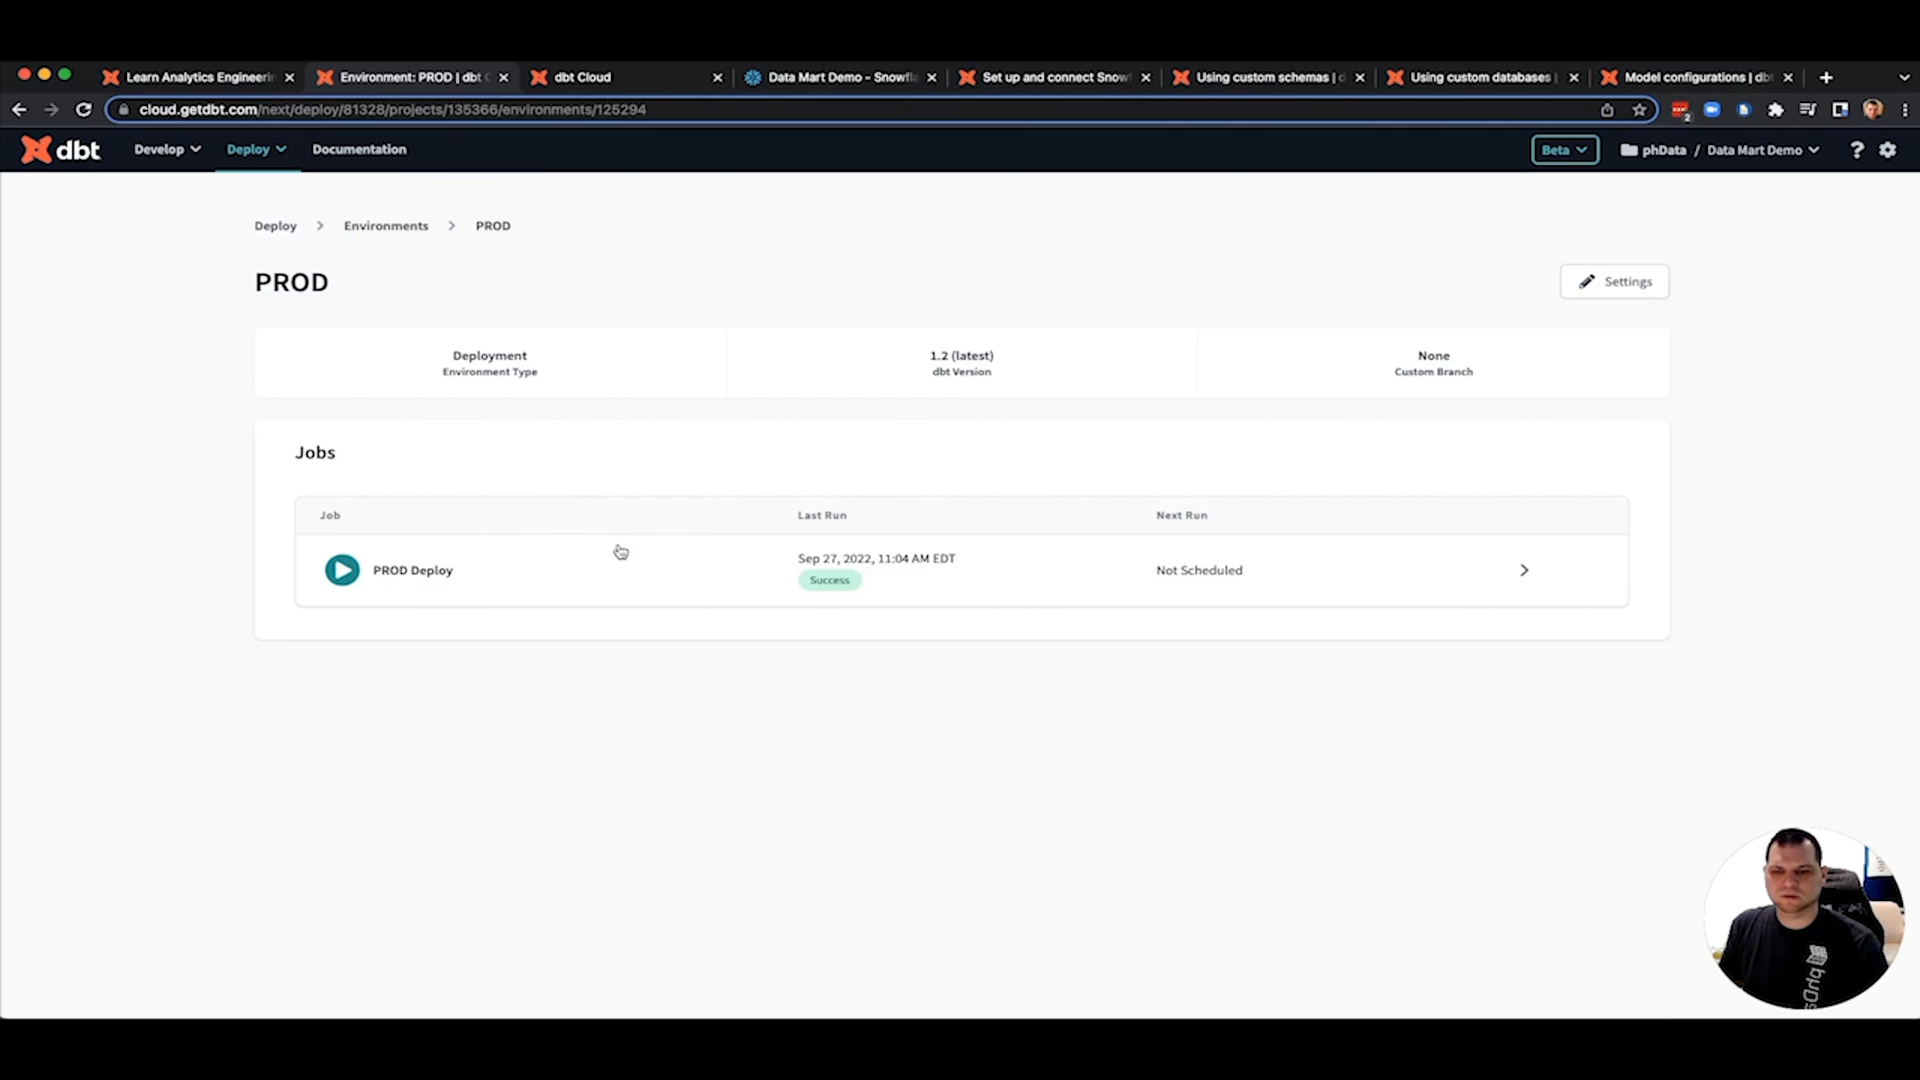 Learn Analytics Engineerin
Environment: PROD | dbt C
dbt Cloud
Data Mart Demo - Snowfla
Set up and connect Snowf
Using custom schemas | d
Using custom databases |
Model configurations | dbt
cloud.getdbt.com/next/deploy/81328/projects/135366/environments/125294
2
dbt
Develop
Deploy
Documentation
Beta
phData / Data Mart Demo
?
Deploy > Environments > PROD
PROD
Settings
Deployment
Environment Type
1.2 (latest)
dbt Version
None
Custom Branch
Jobs
Job
Last Run
Next Run
PROD Deploy
Sep 27, 2022, 11:04 AM EDT
Success
Not Scheduled